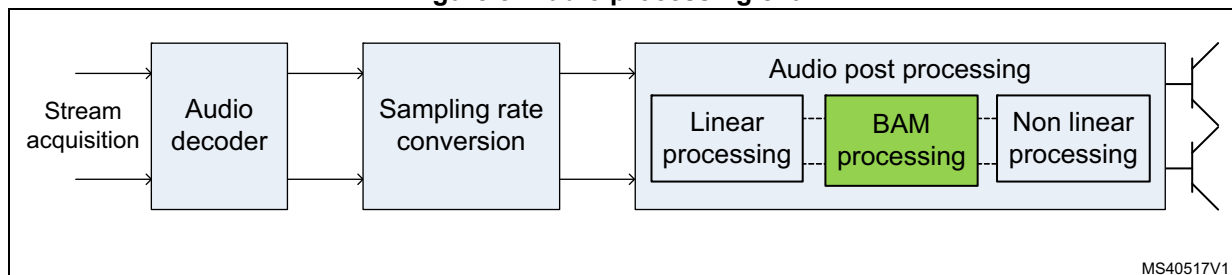 Stream
acquisition
Audio
decoder
Sampling rate
conversion
Audio post processing
Linear
processing
BAM
processing
Non linear
processing
MS40517V1